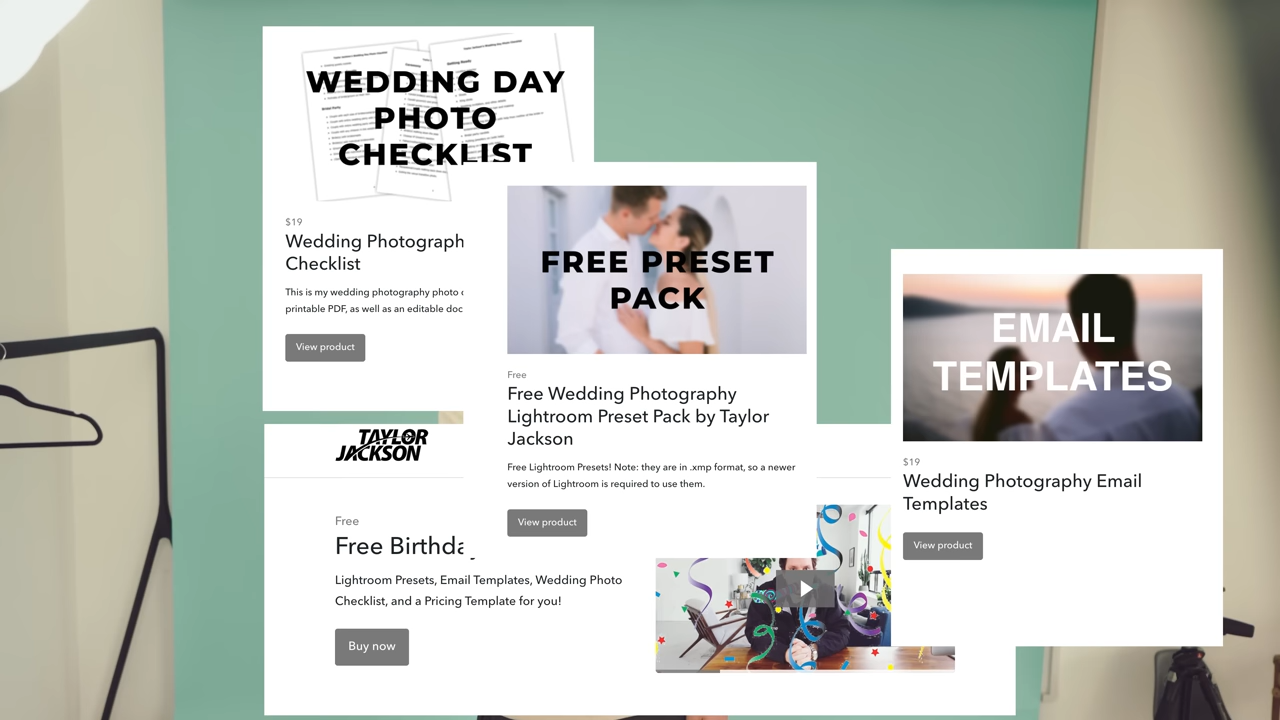 WEDDING DAY
PHOTO
CHECKLIST
$19
Wedding Photograph
Checklist
This is my wedding photography photo
printable PDF, as well as an editable doc
View product
FREE PRESET
PACK
Free
Free Wedding Photography
Lightroom Preset Pack by Taylor
Jackson
Free Lightroom Presets! Note: they are in .xmp format, so a newer
version of Lightroom is required to use them.
View product
EMAIL
TEMPLATES
$19
Wedding Photography Email
Templates
View product
TAYLOR
JACKSON
Free
Free Birthda
Lightroom Presets, Email Templates, Wedding Photo
Checklist, and a Pricing Template for you!
Buy now